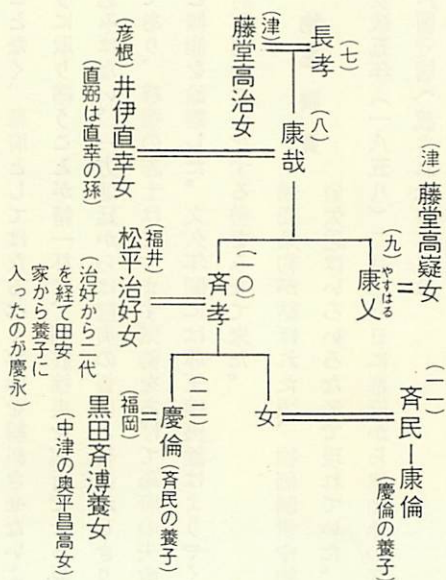 (七)
長孝
(津)
藤堂高治女
(八)
康哉
(彦根)
井伊直幸女
(直弼は直幸の孫)
(津)
藤堂高嶷女
(九)
康乂
やすはる
(一〇)
斉孝
(福井)
松平治好女
(治好から二代
を経て田安
家から養子に
入ったのが慶永)
(一一)
斉民―康倫
(慶倫の養子)
女
(一二)
慶倫(斉民の養子)
(福岡)
黒田斉溥養女
(中津の奥平昌高女)